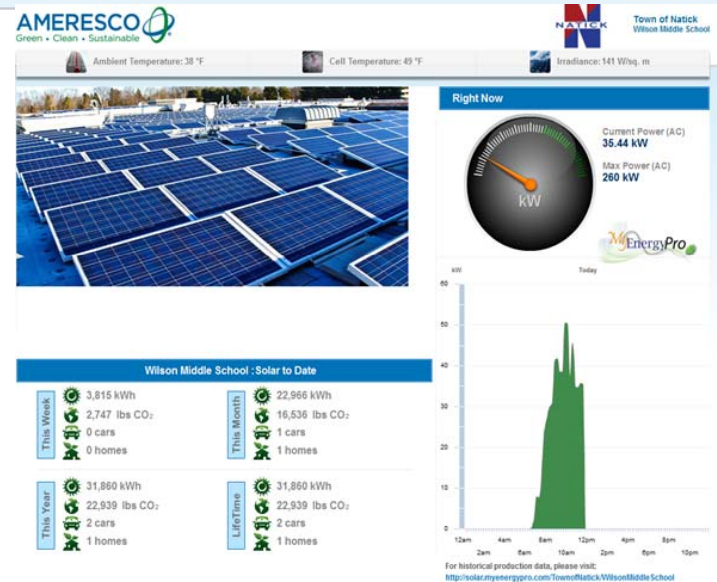 AMERESCO
Green • Clean • Sustainable
NATICK
Town of Natick
Wilson Middle School
Ambient Temperature: 38 °F
Cell Temperature: 49 °F
Irradiance: 141 W/sq. m
Right Now
Current Power (AC)
35.44 kW
Max Power (AC)
260 kW
kW
MyEnergyPro
kW
Today
60
50
40
30
20
10
0
12am 4am 8am 12pm 4pm 8pm
2am 6am 10am 2pm 6pm 10pm
For historical production data, please visit:
http://solar.myenergypro.com/TownofNatick/WilsonMiddleSchool
Wilson Middle School :Solar to Date
This Week
3,815 kWh
2,747 lbs CO₂
0 cars
0 homes
This Month
22,966 kWh
16,536 lbs CO₂
1 cars
1 homes
This Year
31,860 kWh
22,939 lbs CO₂
2 cars
1 homes
LifeTime
31,860 kWh
22,939 lbs CO₂
2 cars
1 homes